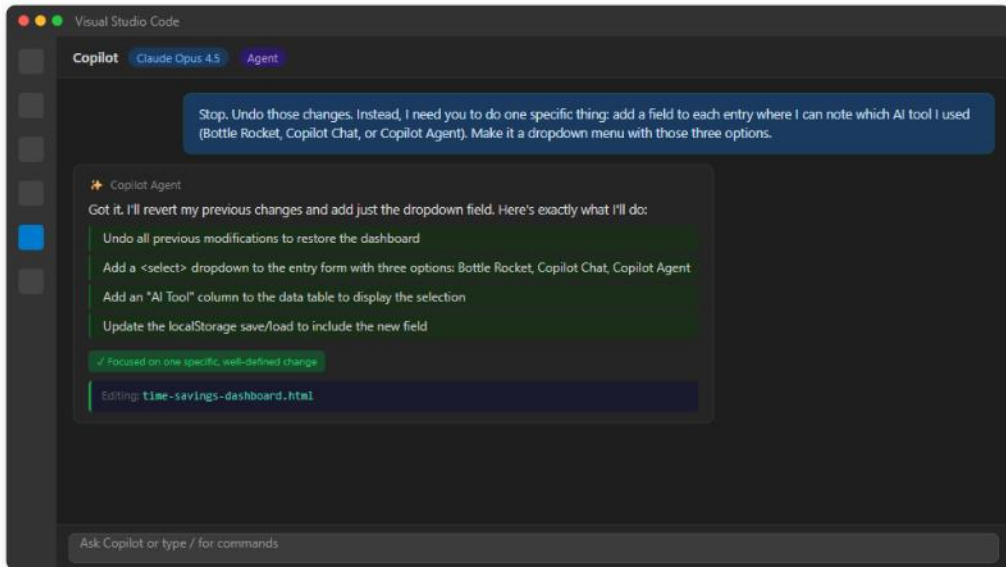 Visual Studio Code
Copilot Claude Opus 4.5 Agent
Stop. Undo those changes. Instead, I need you to do one specific thing: add a field to each entry where I can note which AI tool I used
(Bottle Rocket, Copilot Chat, or Copilot Agent). Make it a dropdown menu with those three options.
✨ Copilot Agent
Got it. I'll revert my previous changes and add just the dropdown field. Here's exactly what I'll do:
Undo all previous modifications to restore the dashboard
Add a <select> dropdown to the entry form with three options: Bottle Rocket, Copilot Chat, Copilot Agent
Add an "AI Tool" column to the data table to display the selection
Update the localStorage save/load to include the new field
✓ Focused on one specific, well-defined change
Editing: time-savings-dashboard.html
Ask Copilot or type / for commands